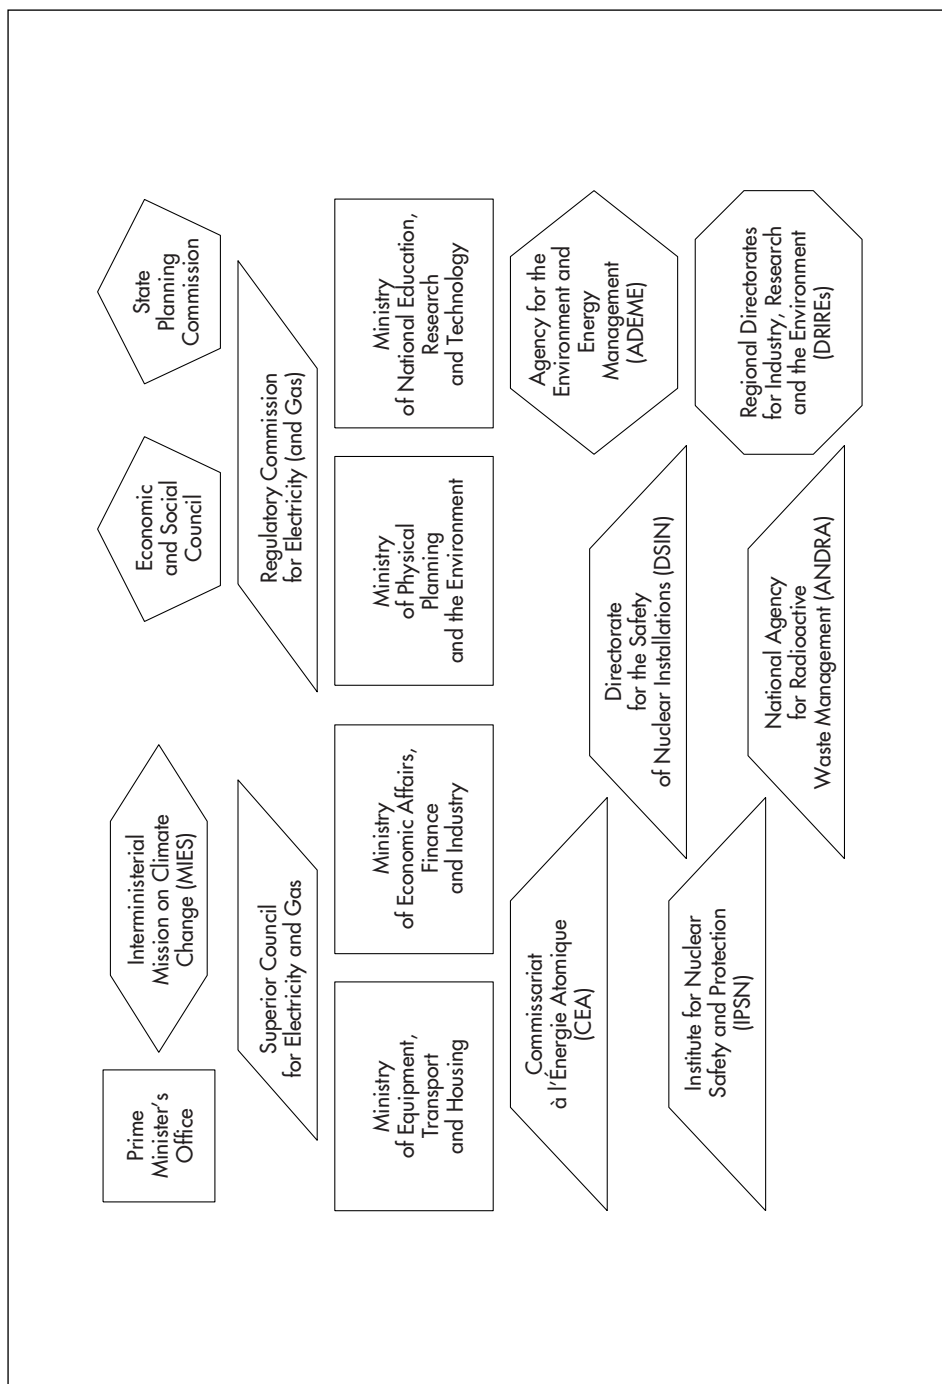 Prime
Minister's
Office
Interministerial
Mission on Climate
Change (MIES)
Economic
and Social
Council
State
Planning
Commission
Superior Council
for Electricity and Gas
Regulatory Commission
for Electricity (and Gas)
Ministry
of Equipment,
Transport
and Housing
Ministry
of Economic Affairs,
Finance
and Industry
Ministry
of Physical
Planning
and the Environment
Ministry
of National Education,
Research
and Technology
Commissariat
à l'Énergie Atomique
(CEA)
Directorate
for the Safety
of Nuclear Installations (DSIN)
Agency for the
Environment and
Energy
Management
(ADEME)
Institute for Nuclear
Safety and Protection
(IPSN)
National Agency
for Radioactive
Waste Management (ANDRA)
Regional Directorates
for Industry, Research
and the Environment
(DRIREs)